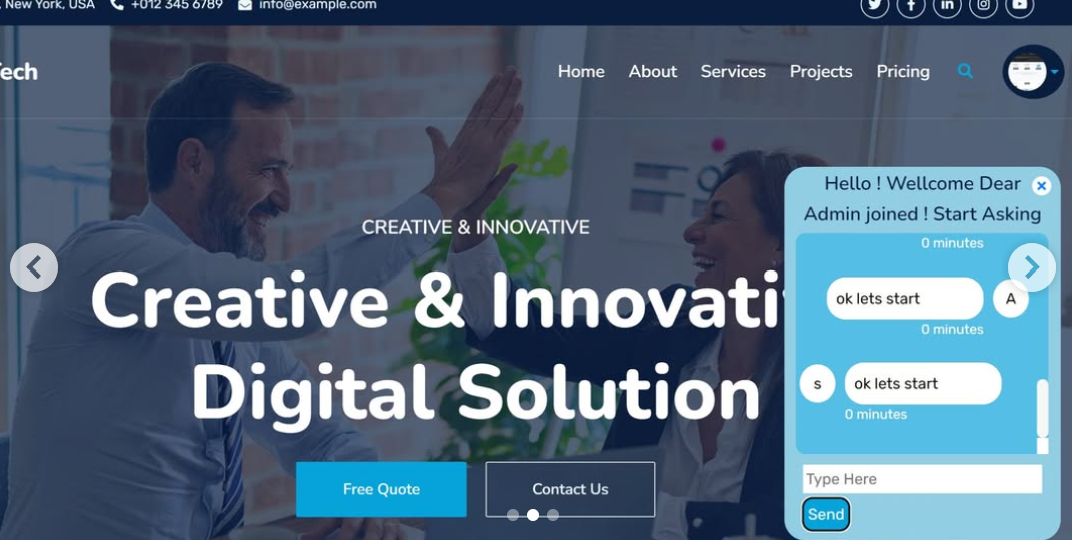 , New York, USA +012 345 6789 info@example.com
Tech
Home About Services Projects Pricing
CREATIVE & INNOVATIVE
Creative & Innovati
Digital Solution
Free Quote Contact Us
Hello ! Wellcome Dear
Admin joined ! Start Asking
0 minutes
ok lets start A
0 minutes
s ok lets start
0 minutes
Type Here
Send